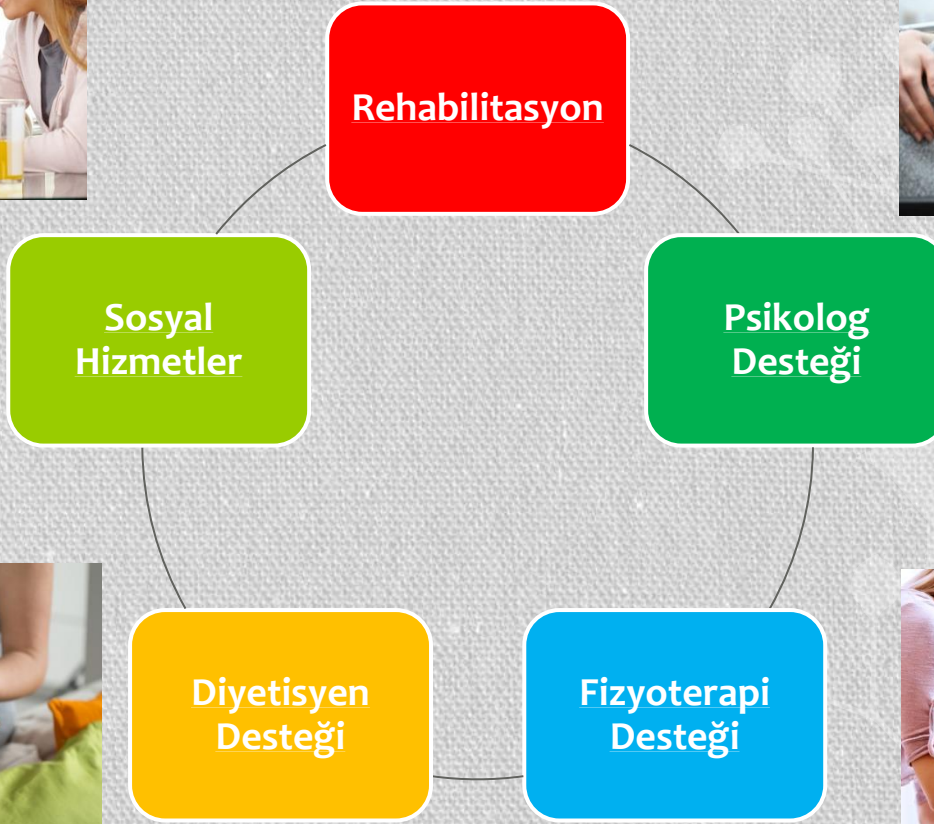 Rehabilitasyon
Sosyal
Hizmetler
Psikolog
Desteği
Diyetisyen
Desteği
Fizyoterapi
Desteği